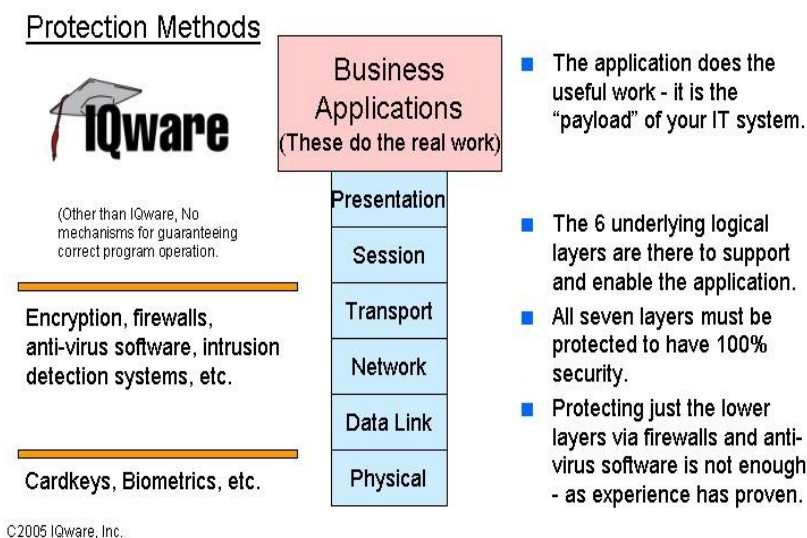 Protection Methods
IQware
(Other than IQware, No
mechanisms for guaranteeing
correct program operation.
Encryption, firewalls,
anti-virus software, intrusion
detection systems, etc.
Cardkeys, Biometrics, etc.
Business
Applications
(These do the real work)
Presentation
Session
Transport
Network
Data Link
Physical
The application does the
useful work - it is the
“payload” of your IT system.
The 6 underlying logical
layers are there to support
and enable the application.
All seven layers must be
protected to have 100%
security.
Protecting just the lower
layers via firewalls and anti-
virus software is not enough
- as experience has proven.
C2005 IQware, Inc.